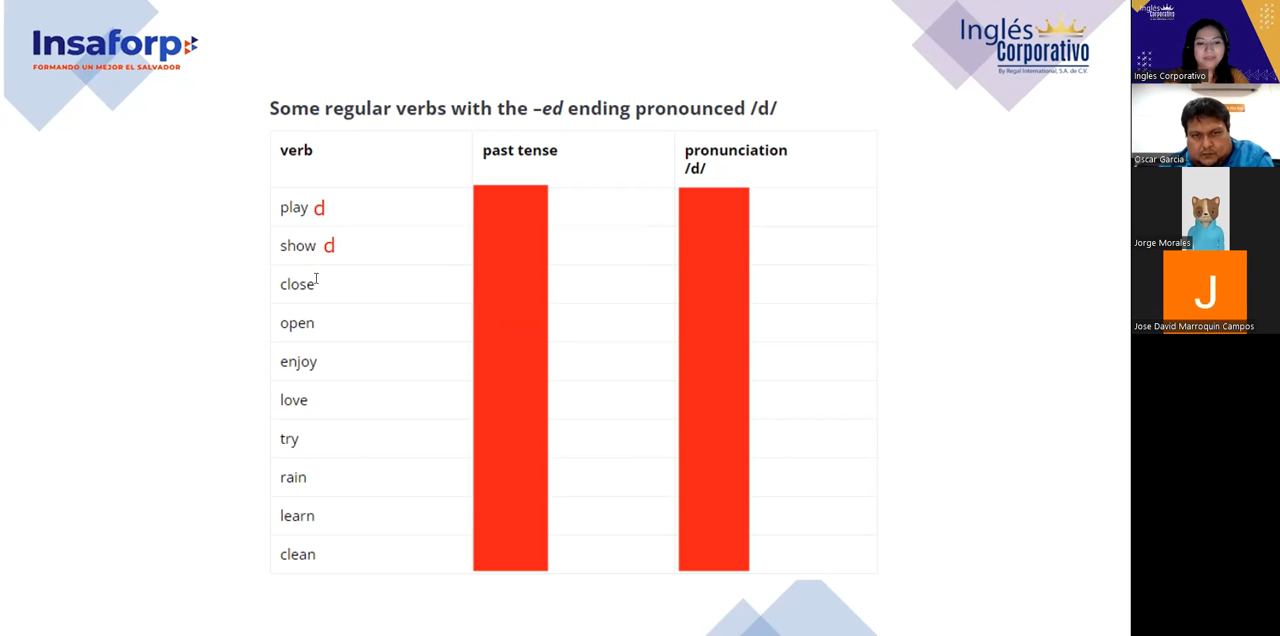 Insaforp
FORMANDO UN MEJOR EL SALVADOR
Inglés
Corporativo
By Regal International, S.A. de C.V.
Some regular verbs with the –ed ending pronounced /d/
verb past tense pronunciation
/d/
play d
show d
close
open
enjoy
love
try
rain
learn
clean
Inglés
Corporativo
Ingles Corporativo
Oscar Garcia
Jorge Morales
J
Jose David Marroquin Campos